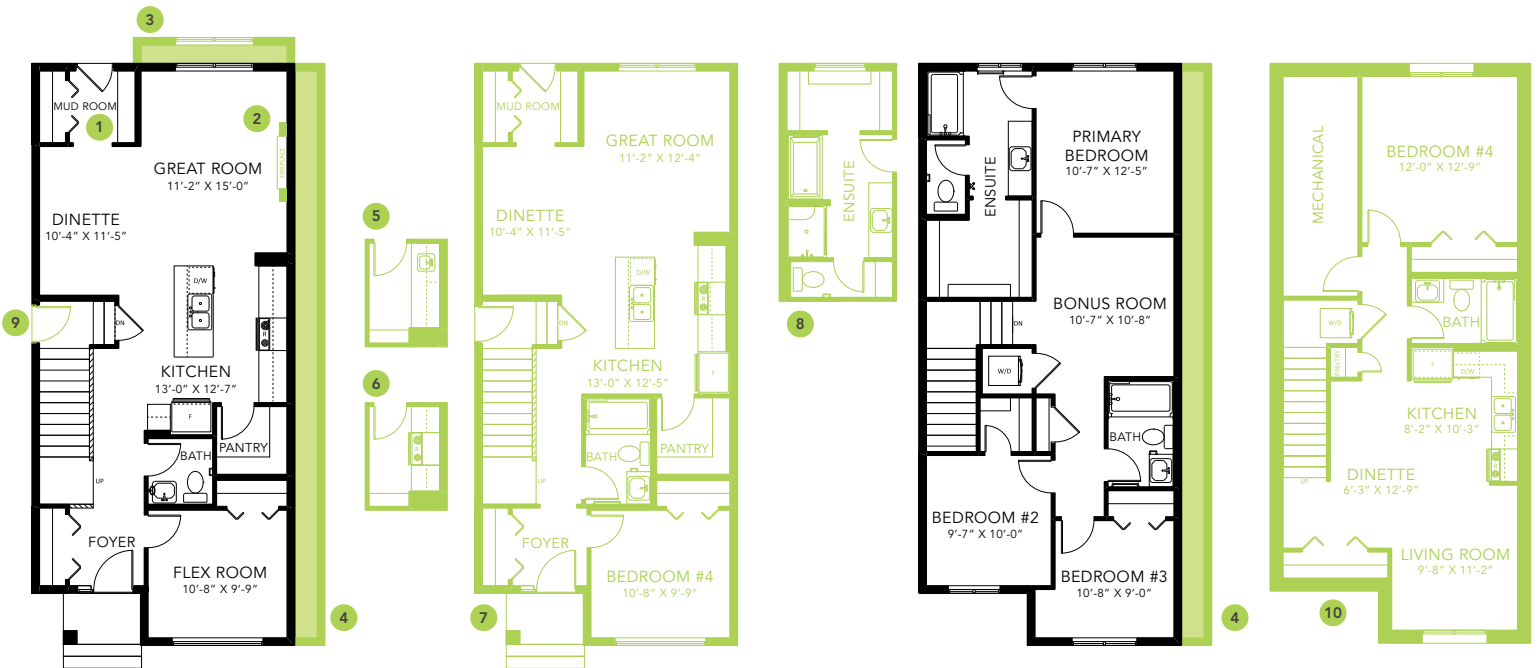 3
MUD ROOM
1
2
FIREPLACE
GREAT ROOM
11'-2" X 15'-0"
DINETTE
10'-4" X 11'-5"
D/W
9
DN
R
KITCHEN
13'-0" X 12'-7"
F
PANTRY
BATH
UP
FOYER
FLEX ROOM
10'-8" X 9'-9"
4
5
6
MUD ROOM
GREAT ROOM
11'-2" X 12'-4"
DINETTE
10'-4" X 11'-5"
D/W
R
DN
KITCHEN
13'-0" X 12'-5"
F
BATH
PANTRY
UP
FOYER
BEDROOM #4
10'-8" X 9'-9"
7
ENSUITE
8
PRIMARY
BEDROOM
10'-7" X 12'-5"
ENSUITE
BONUS ROOM
10'-7" X 10'-8"
DN
W/D
BATH
BEDROOM #2
9'-7" X 10'-0"
BEDROOM #3
10'-8" X 9'-0"
4
MECHANICAL
BEDROOM #4
12'-0" X 12'-9"
W/D
BATH
PANTRY
F
D/W
KITCHEN
8'-2" X 10'-3"
R
DINETTE
6'-3" X 12'-9"
UP
LIVING ROOM
9'-8" X 11'-2"
10